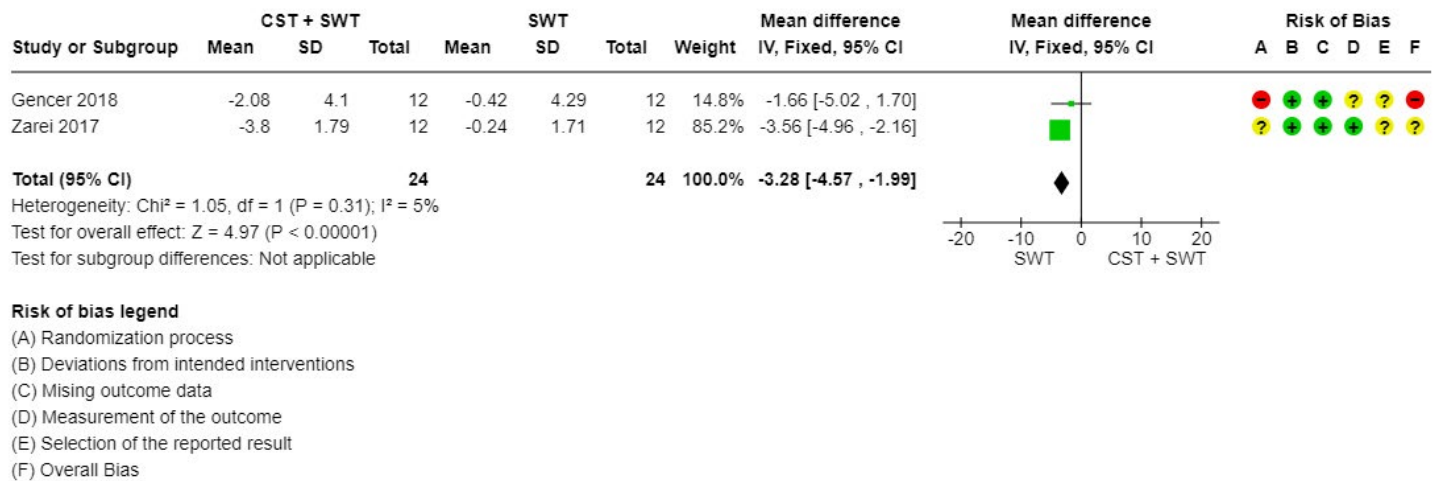 CST + SWT SWT Mean difference Mean difference Risk of Bias
Study or Subgroup Mean SD Total Mean SD Total Weight IV, Fixed, 95% CI IV, Fixed, 95% CI A B C D E F
Gencer 2018 -2.08 4.1 12 -0.42 4.29 12 14.8% -1.66 [-5.02 , 1.70] - + + ? ? -
Zarei 2017 -3.8 1.79 12 -0.24 1.71 12 85.2% -3.56 [-4.96 , -2.16] ? + + + ? ?
Total (95% CI) 24 24 100.0% -3.28 [-4.57 , -1.99]
Heterogeneity: Chi² = 1.05, df = 1 (P = 0.31); I² = 5%
Test for overall effect: Z = 4.97 (P < 0.00001)
-20 -10 0 10 20
Test for subgroup differences: Not applicable
SWT CST + SWT
Risk of bias legend
(A) Randomization process
(B) Deviations from intended interventions
(C) Mising outcome data
(D) Measurement of the outcome
(E) Selection of the reported result
(F) Overall Bias